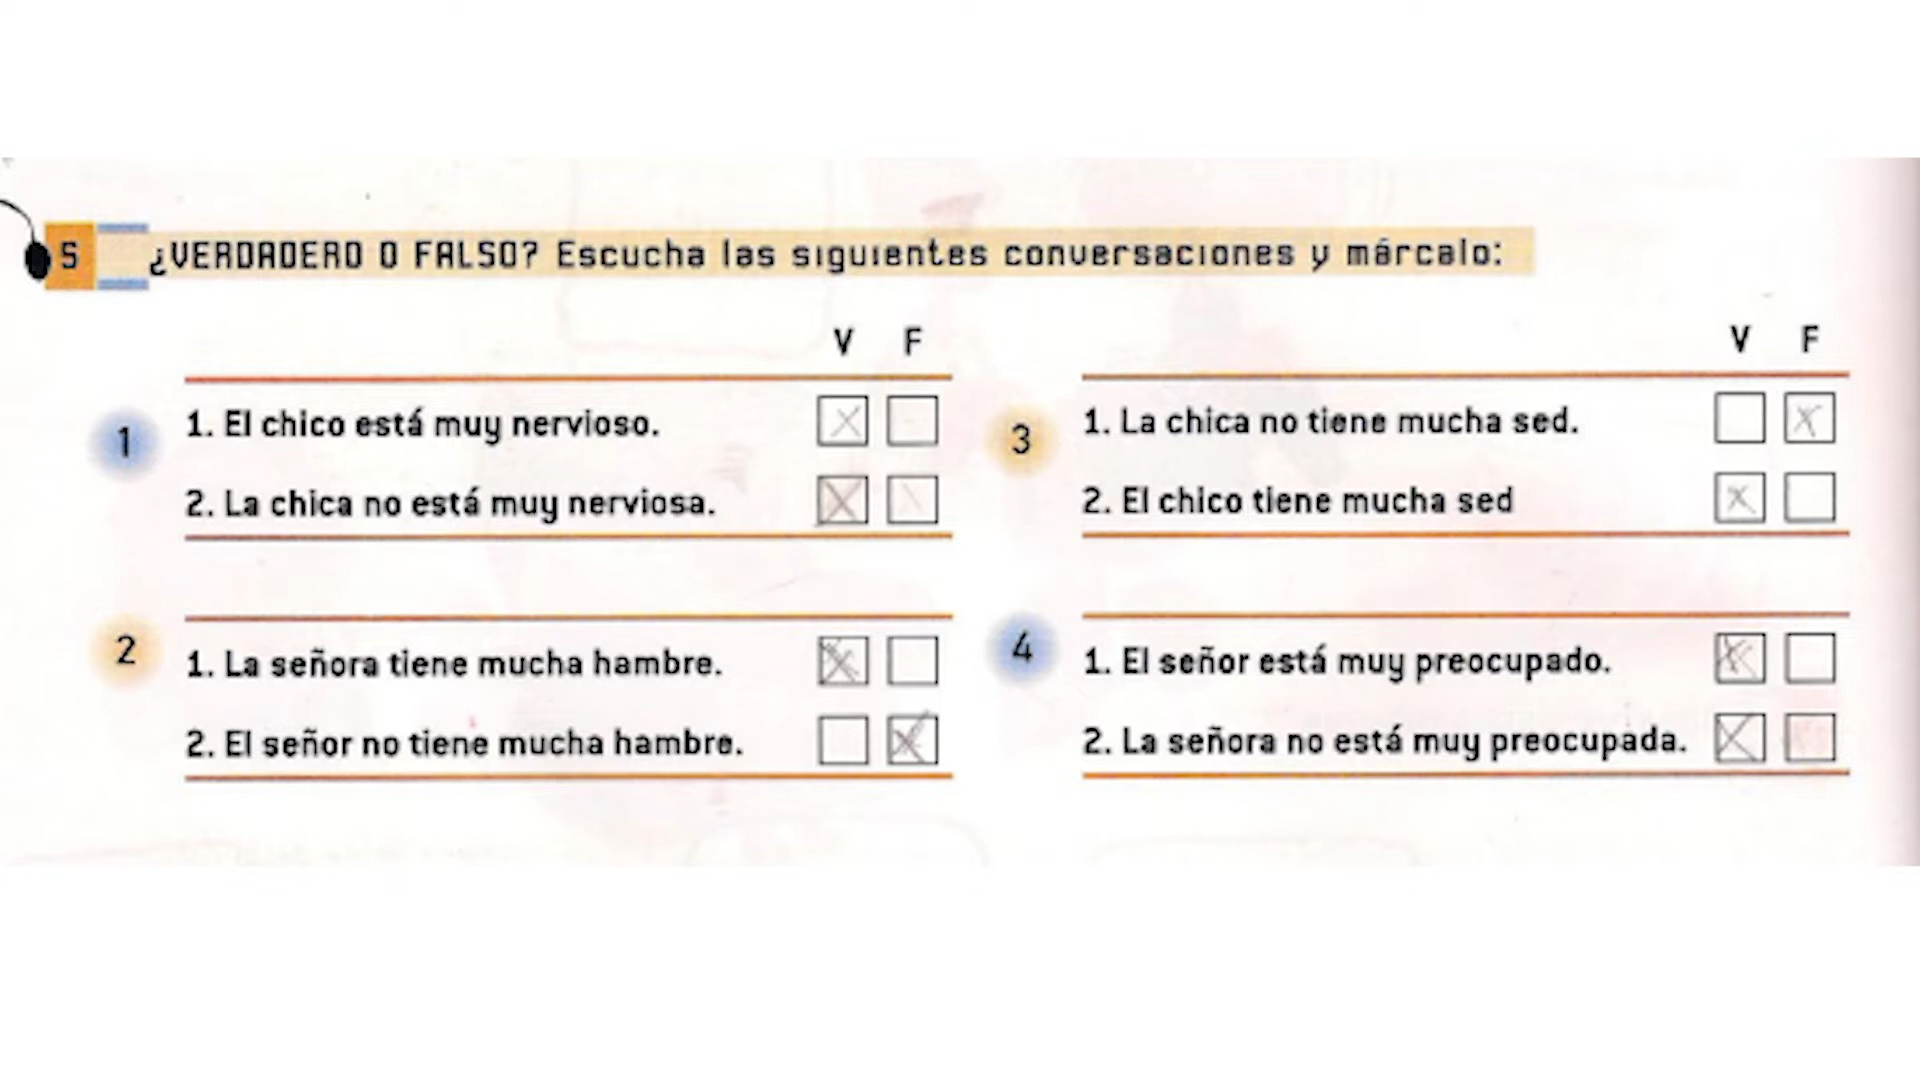 5 ¿VERDADERO O FALSO? Escucha las siguientes conversaciones y márcalo:
V F
1
1. El chico está muy nervioso.
2. La chica no está muy nerviosa.
2
1. La señora tiene mucha hambre.
2. El señor no tiene mucha hambre.
V F
3
1. La chica no tiene mucha sed.
2. El chico tiene mucha sed
4
1. El señor está muy preocupado.
2. La señora no está muy preocupada.